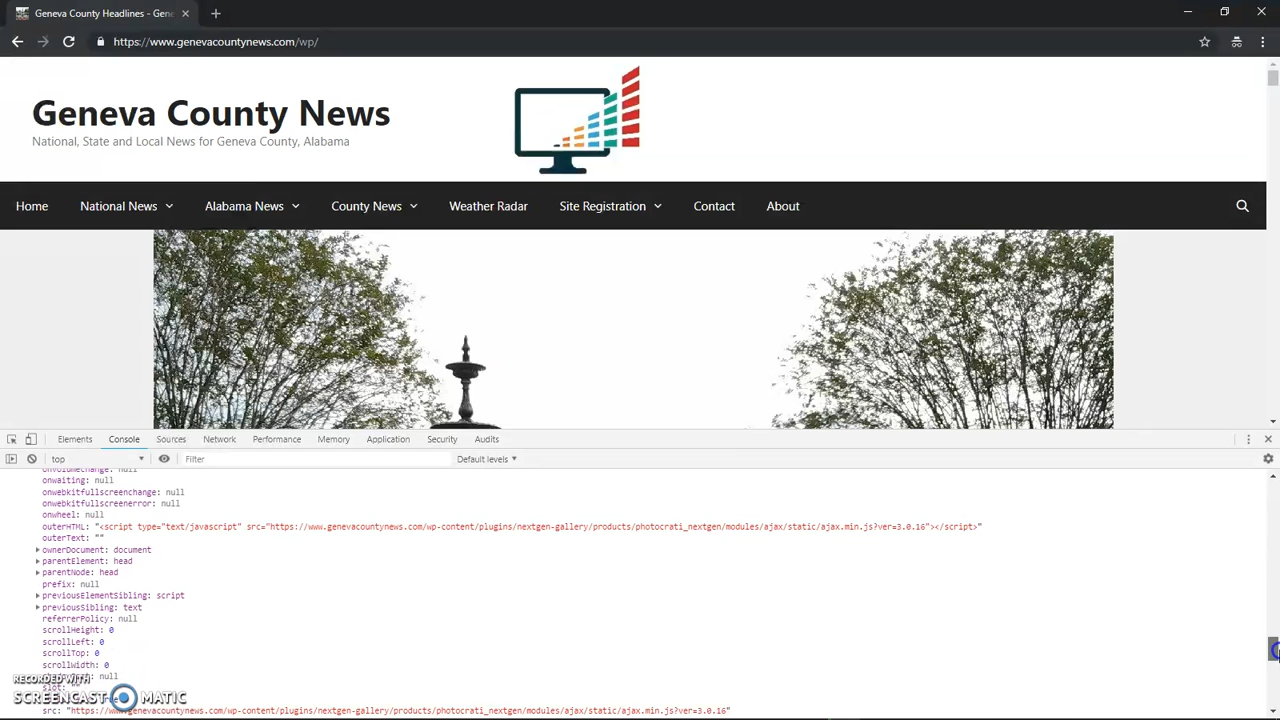 Geneva County Headlines - Gen
https://www.genevacountynews.com/wp/
Geneva County News
National, State and Local News for Geneva County, Alabama
Home National News Alabama News County News Weather Radar Site Registration Contact About
Elements Console Sources Network Performance Memory Application Security Audits
top Filter Default levels
onvolumechange: null
onwaiting: null
onwebkitfullscreenchange: null
onwebkitfullscreenerror: null
onwheel: null
outerHTML: "<script type="text/javascript" src="https://www.genevacountynews.com/wp-content/plugins/nextgen-gallery/products/photocrati_nextgen/modules/ajax/static/ajax.min.js?ver=3.0.16"></script>"
outerText: ""
ownerDocument: document
parentElement: head
parentNode: head
prefix: null
previousElementSibling: script
previousSibling: text
referrerPolicy: null
scrollHeight: 0
scrollLeft: 0
scrollTop: 0
scrollWidth: 0
null
slot:
src: "https://www.genevacountynews.com/wp-content/plugins/nextgen-gallery/products/photocrati_nextgen/modules/ajax/static/ajax.min.js?ver=3.0.16"
RECORDED WITH
SCREENCAST MATIC